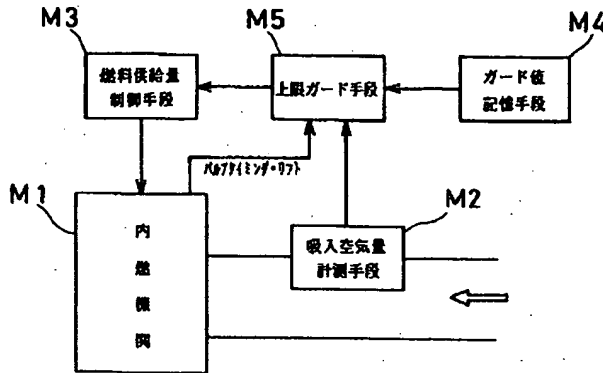 M3
M5
M4
燃料供給量
制御手段
上限ガード手段
ガード値
記憶手段
バルブタイミング・リフト
M1
M2
吸入空気量
計測手段
内
燃
機
関